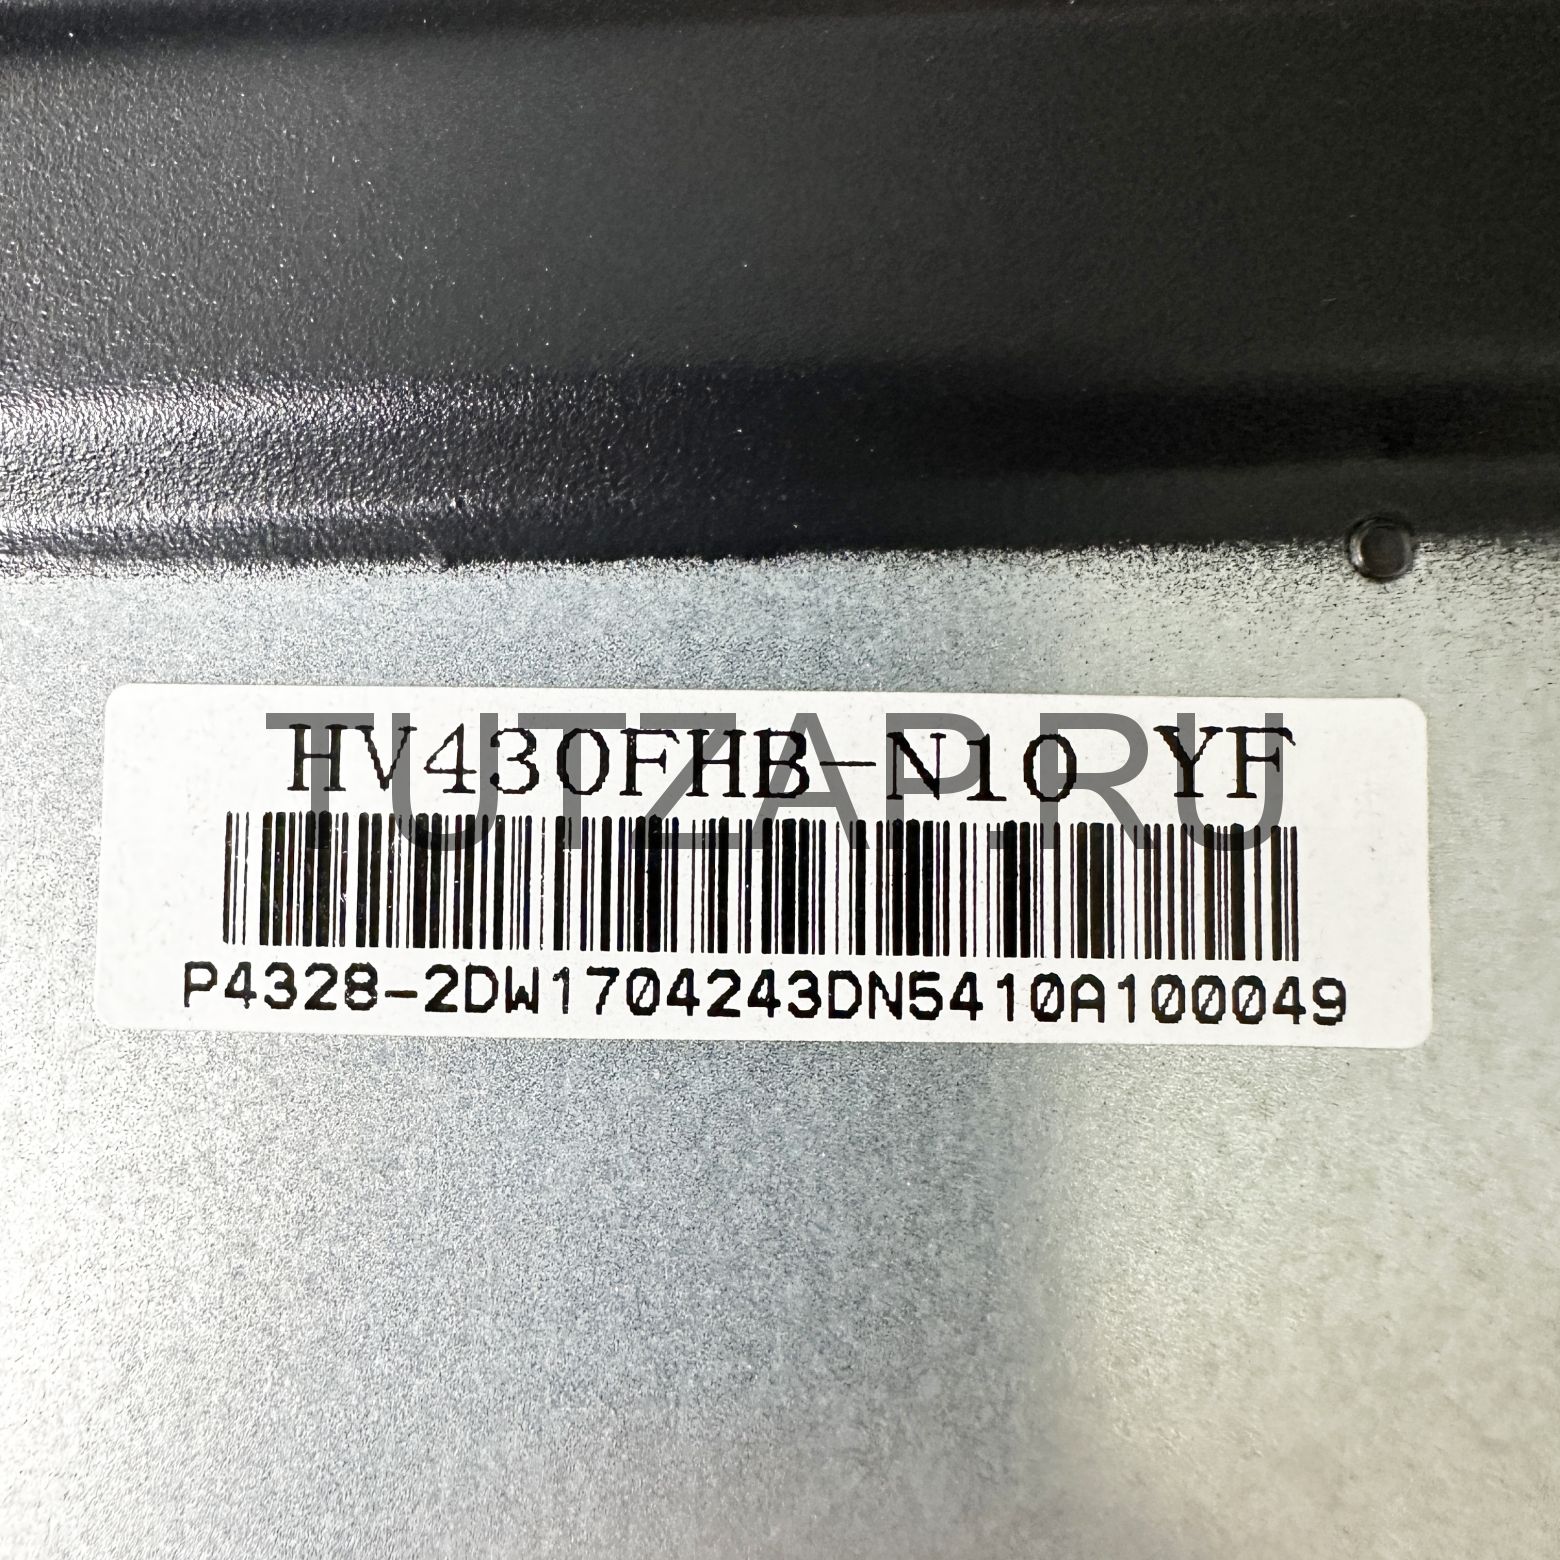 HV430FHB-N10 YF
TUTZAP.RU
P4328-2DW1704243DN5410A100049